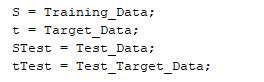 S = Training_Data;
t = Target_Data;
STest = Test_Data;
tTest = Test_Target_Data;